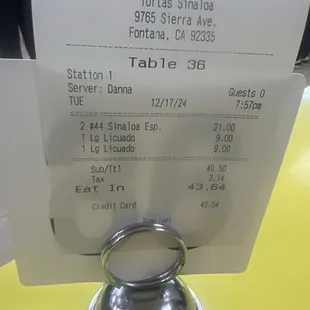 Tortas Sinaloa
9765 Sierra Ave.
Fontana, CA 92335
Table 36
Station 1
Server: Danna Guests 0
TUE 12/17/24 7:57pm
2 #44 Sinaloa Esp. 21.00
1 Lg Licuado 9.00
1 Lg Licuado 9.00
Sub/Ttl 40.50
Tax 3.14
Eat In 43.64
Credit Card 43.64